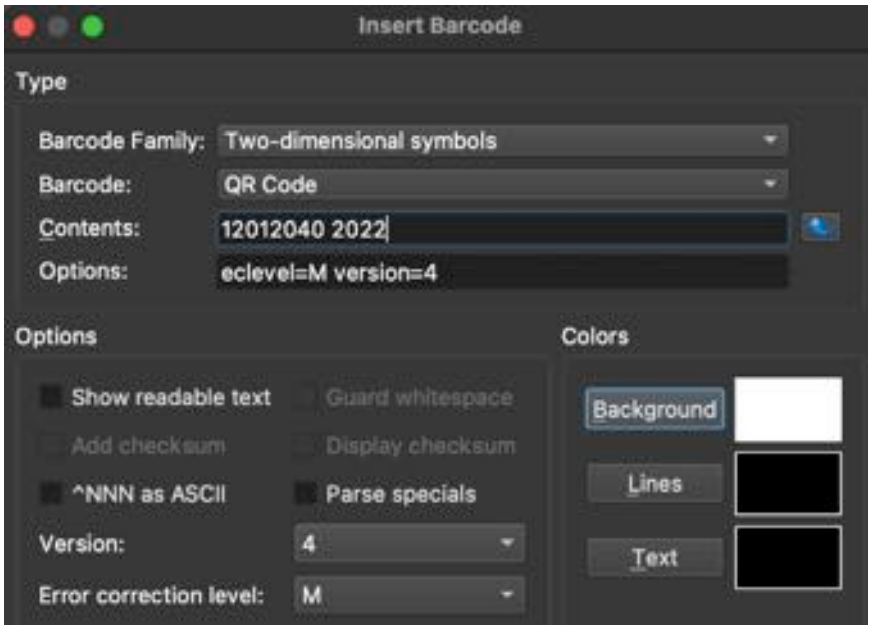 Insert Barcode
Type
Barcode Family: Two-dimensional symbols
Barcode: QR Code
Contents: 12012040 2022
Options: eclevel=M version=4
Options
Show readable text Guard whitespace
Add checksum Display checksum
^NNN as ASCII Parse specials
Version: 4
Error correction level: M
Colors
Background
Lines
Text